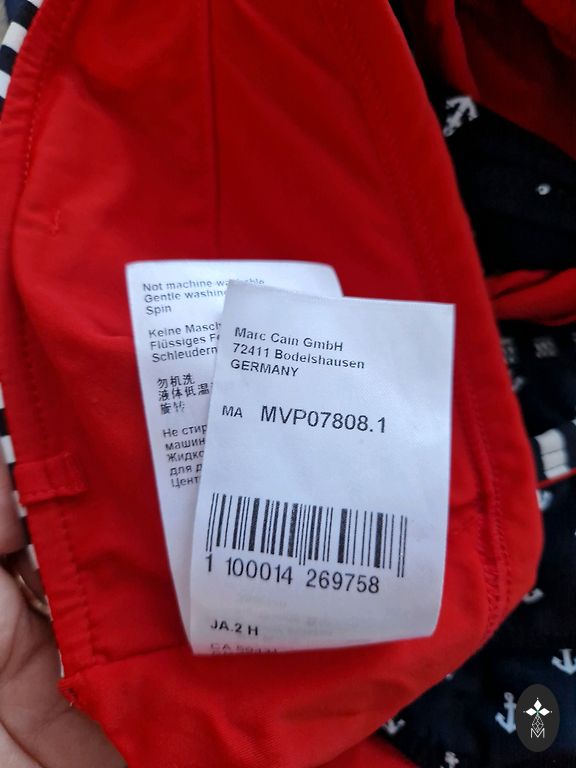 Not machine washable
Gentle washing
Spin
Keine Masch
Flüssiges
Schleudern
勿机洗
液体低温
旋转
Не стир
машин
Жидко
для
Цент
Marc Cain GmbH
72411 Bodelshausen
GERMANY
MA MVP07808.1
1 100014 269758
JA.2 H